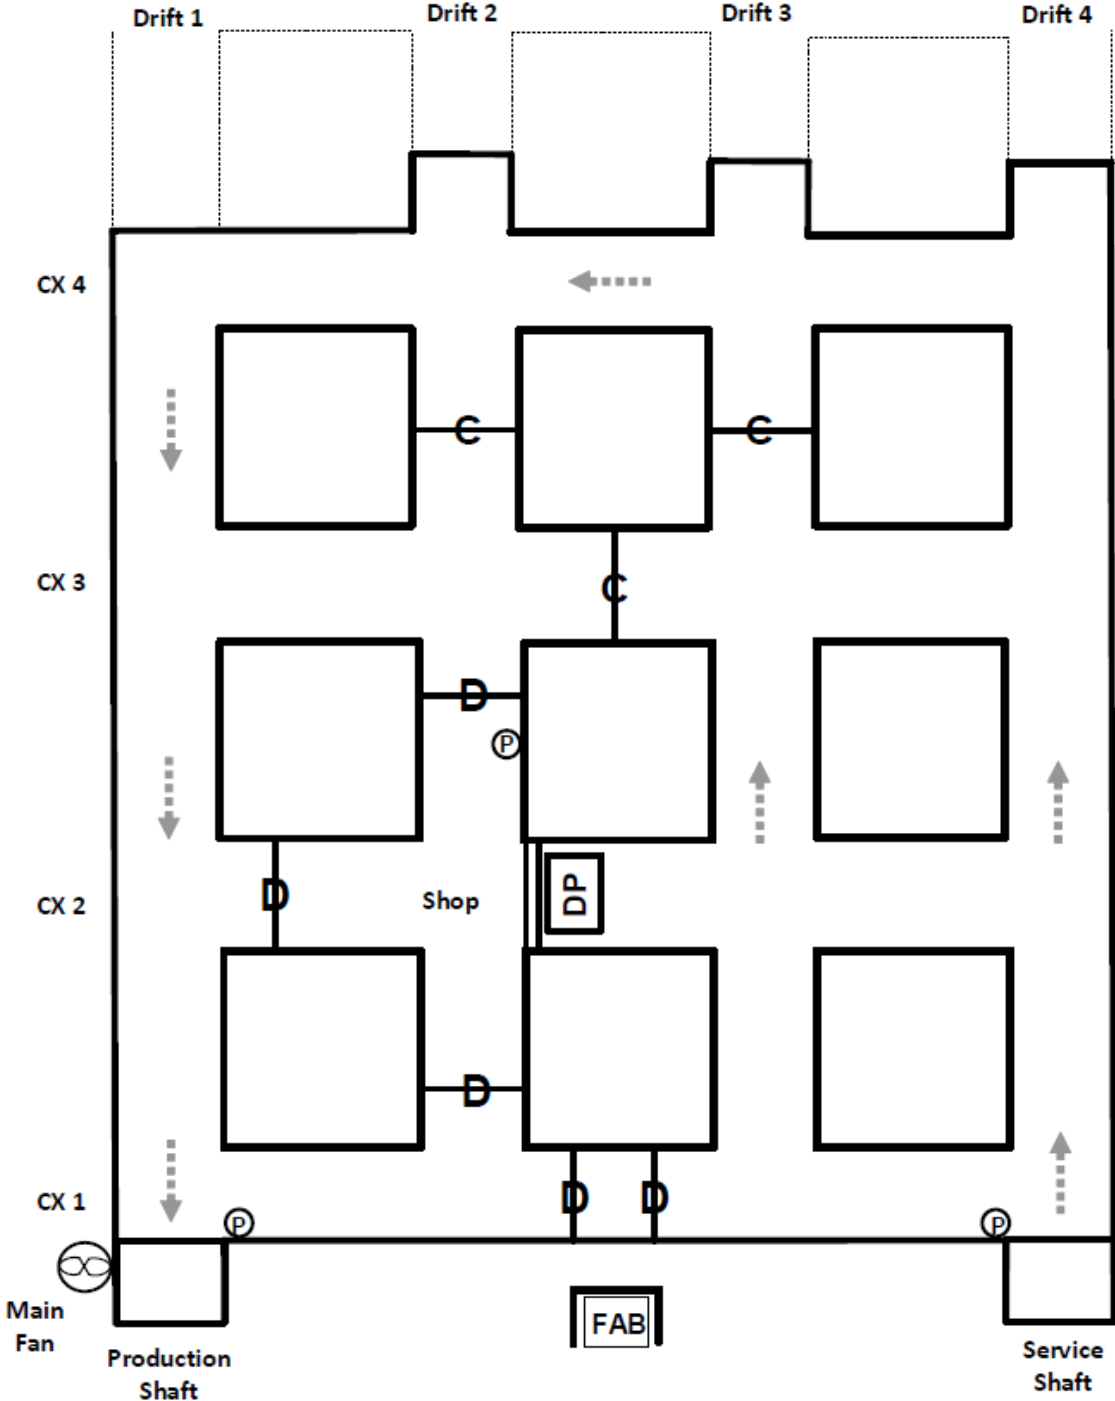 Drift 1
Drift 2
Drift 3
Drift 4
CX 4
C
C
CX 3
C
D
P
D
Shop
DP
CX 2
D
CX 1
D
D
P
P
Main
Fan
FAB
Production
Shaft
Service
Shaft